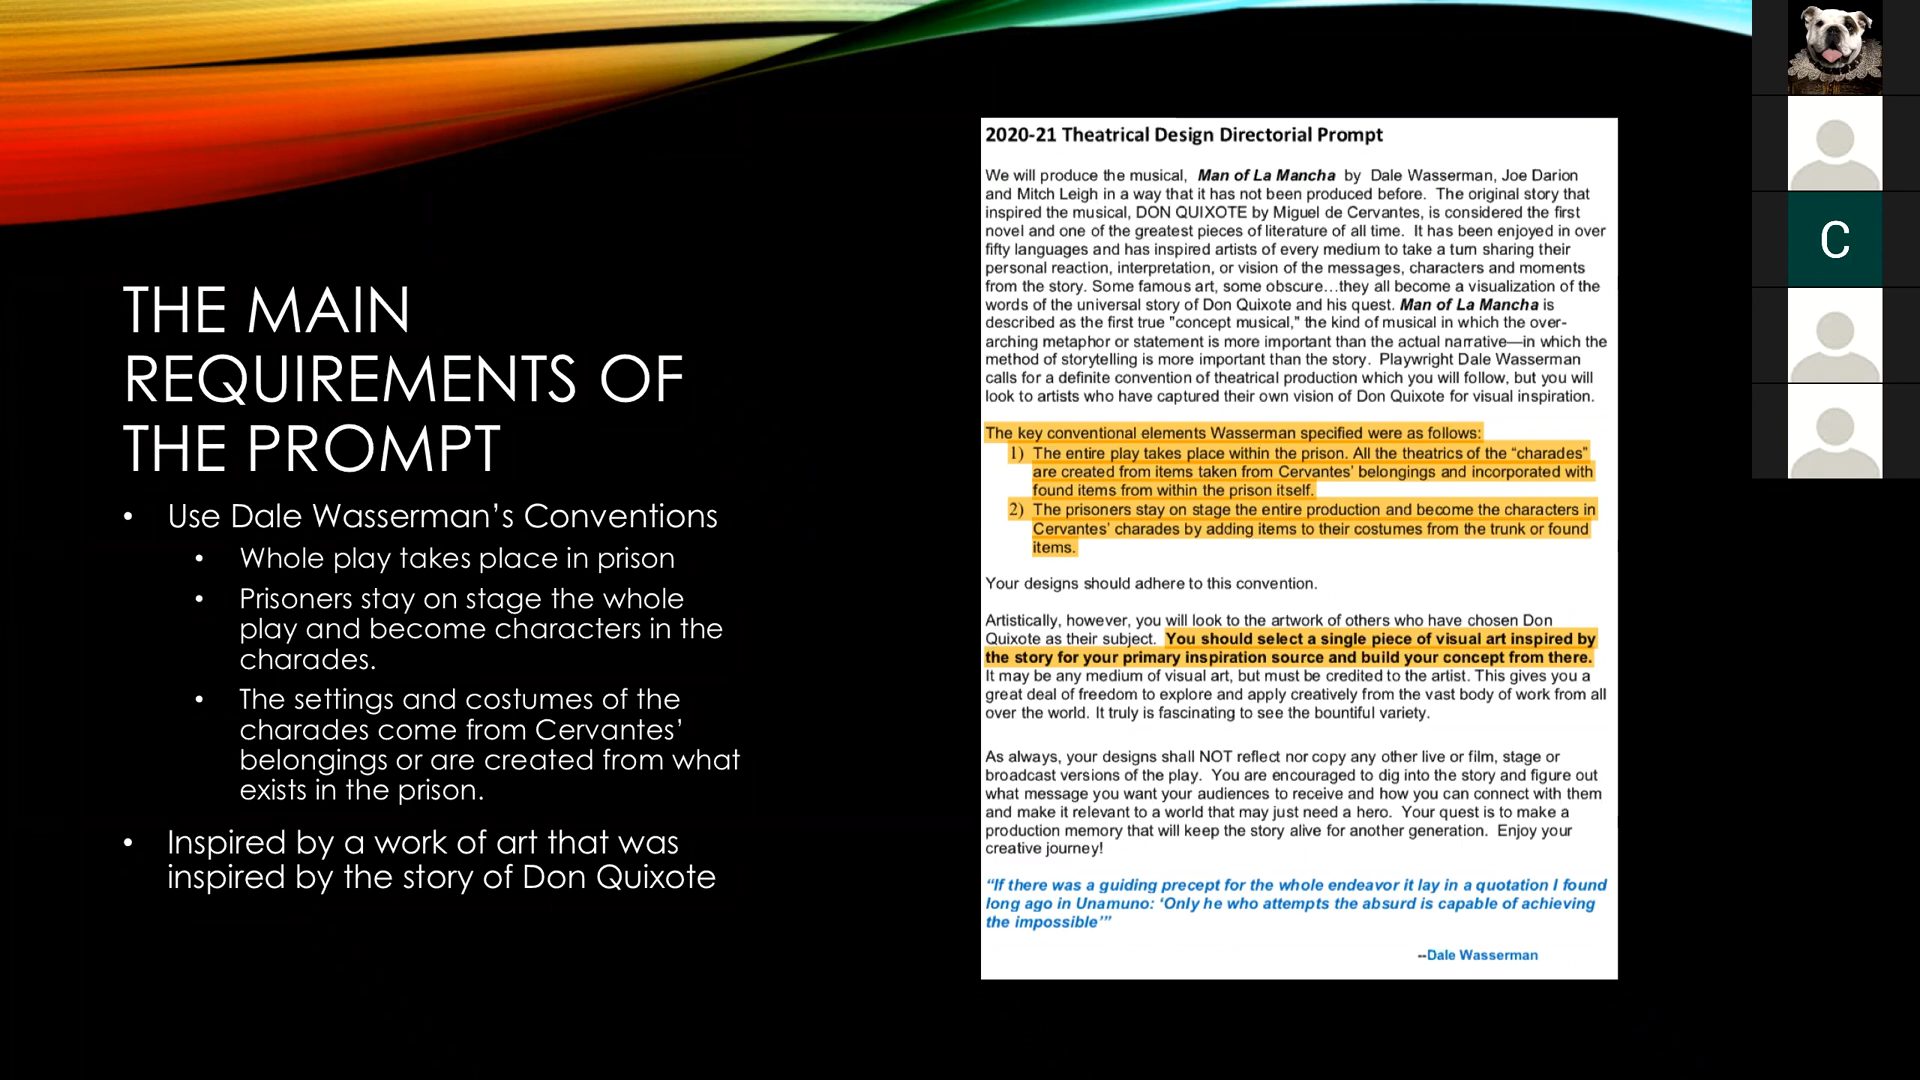 THE MAIN
REQUIREMENTS OF
THE PROMPT
• Use Dale Wasserman’s Conventions
• Whole play takes place in prison
• Prisoners stay on stage the whole
play and become characters in the
charades.
• The settings and costumes of the
charades come from Cervantes’
belongings or are created from what
exists in the prison.
• Inspired by a work of art that was
inspired by the story of Don Quixote
2020-21 Theatrical Design Directorial Prompt
We will produce the musical, Man of La Mancha by Dale Wasserman, Joe Darion
and Mitch Leigh in a way that it has not been produced before. The original story that
inspired the musical, DON QUIXOTE by Miguel de Cervantes, is considered the first
novel and one of the greatest pieces of literature of all time. It has been enjoyed in over
fifty languages and has inspired artists of every medium to take a turn sharing their
personal reaction, interpretation, or vision of the messages, characters and moments
from the story. Some famous art, some obscure…they all become a visualization of the
words of the universal story of Don Quixote and his quest. Man of La Mancha is
described as the first true "concept musical," the kind of musical in which the over-
arching metaphor or statement is more important than the actual narrative—in which the
method of storytelling is more important than the story. Playwright Dale Wasserman
calls for a definite convention of theatrical production which you will follow, but you will
look to artists who have captured their own vision of Don Quixote for visual inspiration.
The key conventional elements Wasserman specified were as follows:
1) The entire play takes place within the prison. All the theatrics of the “charades”
are created from items taken from Cervantes’ belongings and incorporated with
found items from within the prison itself.
2) The prisoners stay on stage the entire production and become the characters in
Cervantes’ charades by adding items to their costumes from the trunk or found
items.
Your designs should adhere to this convention.
Artistically, however, you will look to the artwork of others who have chosen Don
Quixote as their subject. You should select a single piece of visual art inspired by
the story for your primary inspiration source and build your concept from there.
It may be any medium of visual art, but must be credited to the artist. This gives you a
great deal of freedom to explore and apply creatively from the vast body of work from all
over the world. It truly is fascinating to see the bountiful variety.
As always, your designs shall NOT reflect nor copy any other live or film, stage or
broadcast versions of the play. You are encouraged to dig into the story and figure out
what message you want your audiences to receive and how you can connect with them
and make it relevant to a world that may just need a hero. Your quest is to make a
production memory that will keep the story alive for another generation. Enjoy your
creative journey!
“If there was a guiding precept for the whole endeavor it lay in a quotation I found
long ago in Unamuno: ‘Only he who attempts the absurd is capable of achieving
the impossible’”
--Dale Wasserman
C